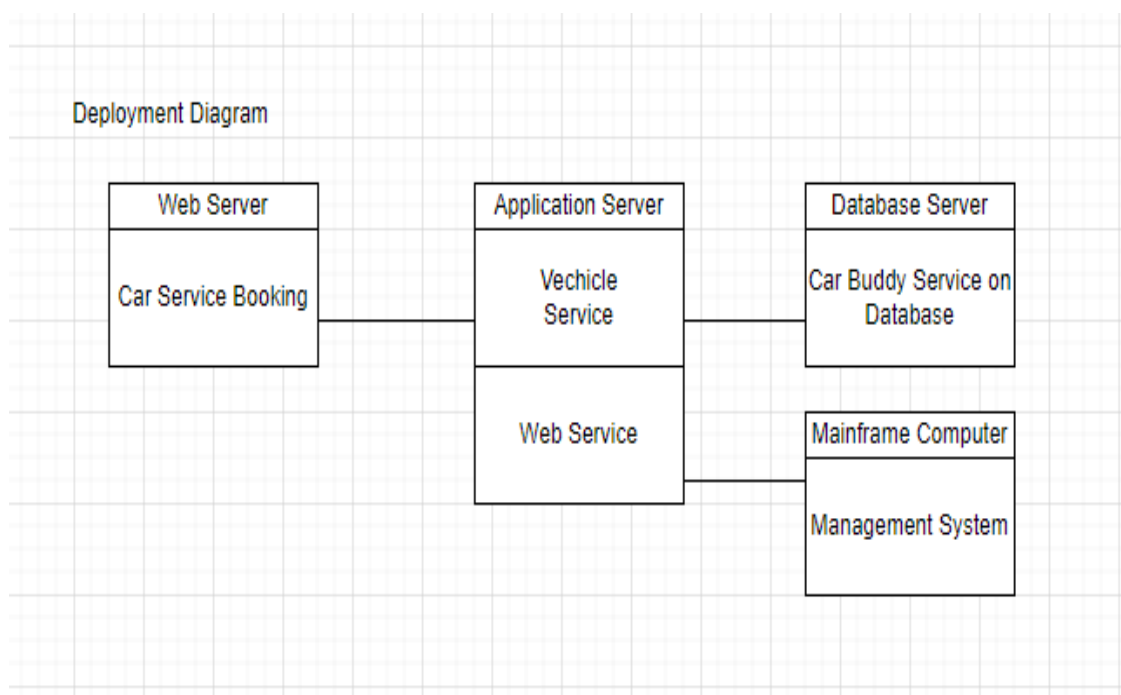 Deployment Diagram
Web Server
Car Service Booking
Application Server
Vechicle
Service
Web Service
Database Server
Car Buddy Service on
Database
Mainframe Computer
Management System